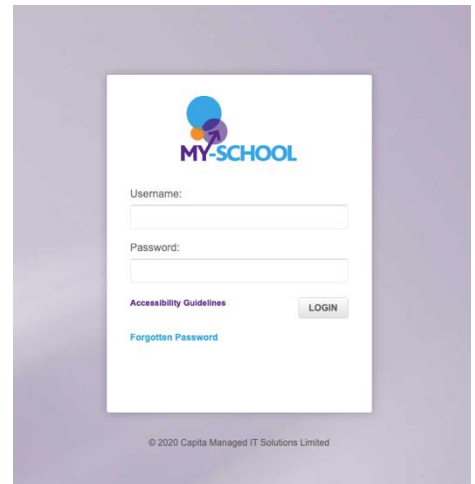 MY-SCHOOL
Username:
Password:
Accessibility Guidelines
LOGIN
Forgotten Password
© 2020 Capita Managed IT Solutions Limited